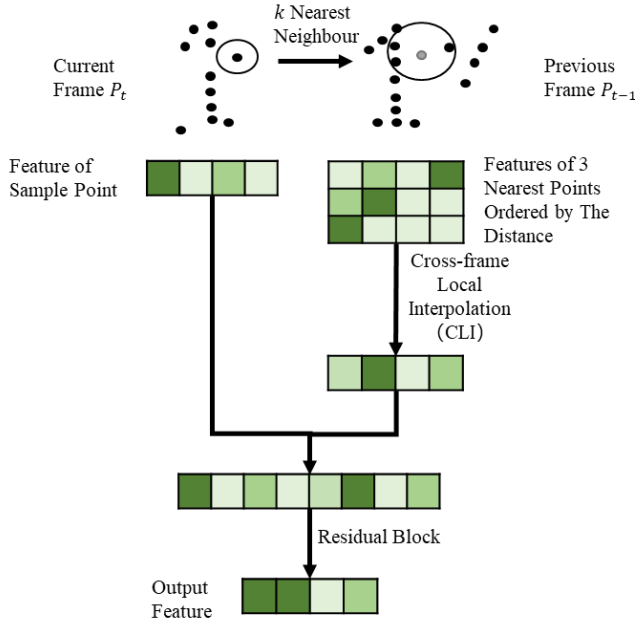 k Nearest
Neighbour
Current
Frame P_t
Previous
Frame P_{t-1}
Feature of
Sample Point
Features of 3
Nearest Points
Ordered by The
Distance
Cross-frame
Local
Interpolation
（CLI）
Residual Block
Output
Feature